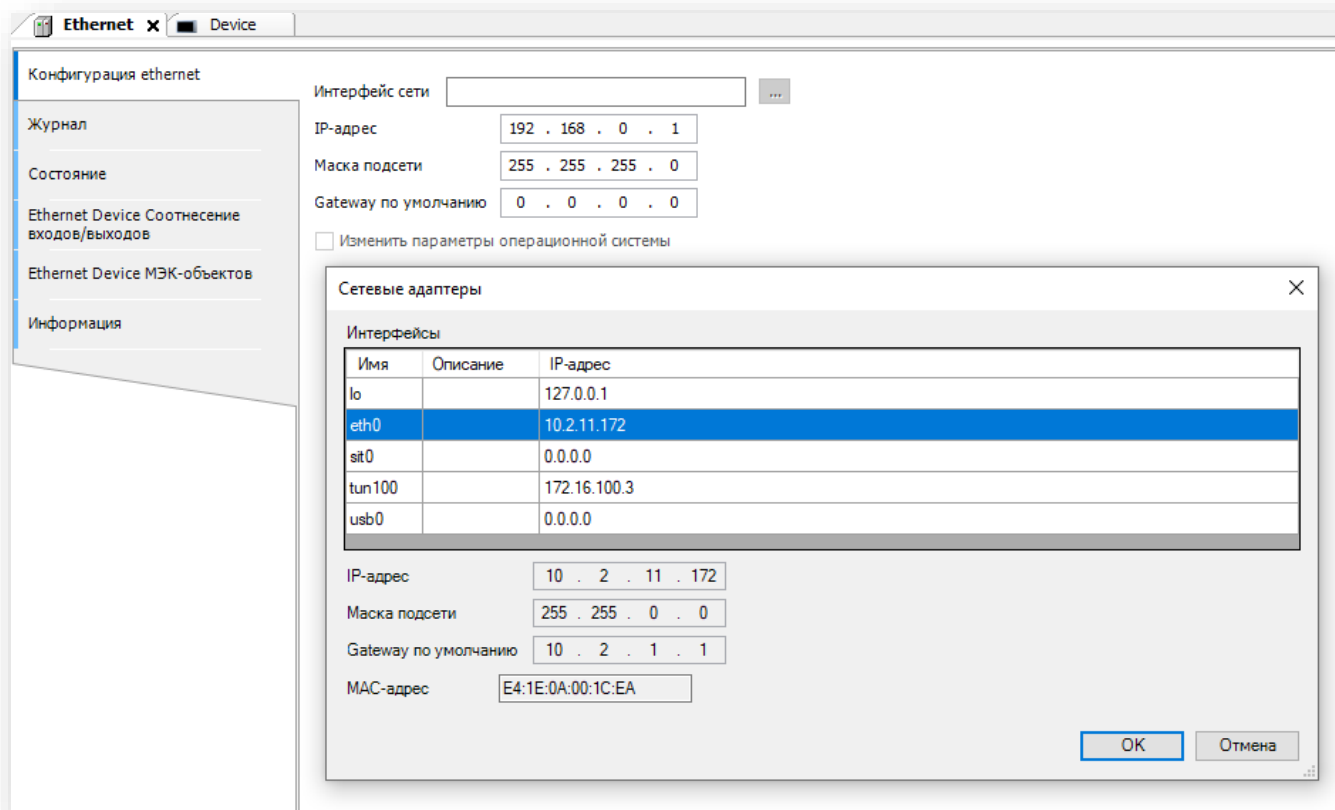 Ethernet Device
Конфигурация ethernet
Журнал
Состояние
Ethernet Device Соотнесение
входов/выходов
Ethernet Device МЭК-объектов
Информация
Интерфейс сети ...
IP-адрес 192 . 168 . 0 . 1
Маска подсети 255 . 255 . 255 . 0
Gateway по умолчанию 0 . 0 . 0 . 0
Изменить параметры операционной системы
Сетевые адаптеры
Интерфейсы
Имя Описание IP-адрес
lo 127.0.0.1
eth0 10.2.11.172
sit0 0.0.0.0
tun100 172.16.100.3
usb0 0.0.0.0
IP-адрес 10 . 2 . 11 . 172
Маска подсети 255 . 255 . 0 . 0
Gateway по умолчанию 10 . 2 . 1 . 1
MAC-адрес E4:1E:0A:00:1C:EA
OK Отмена